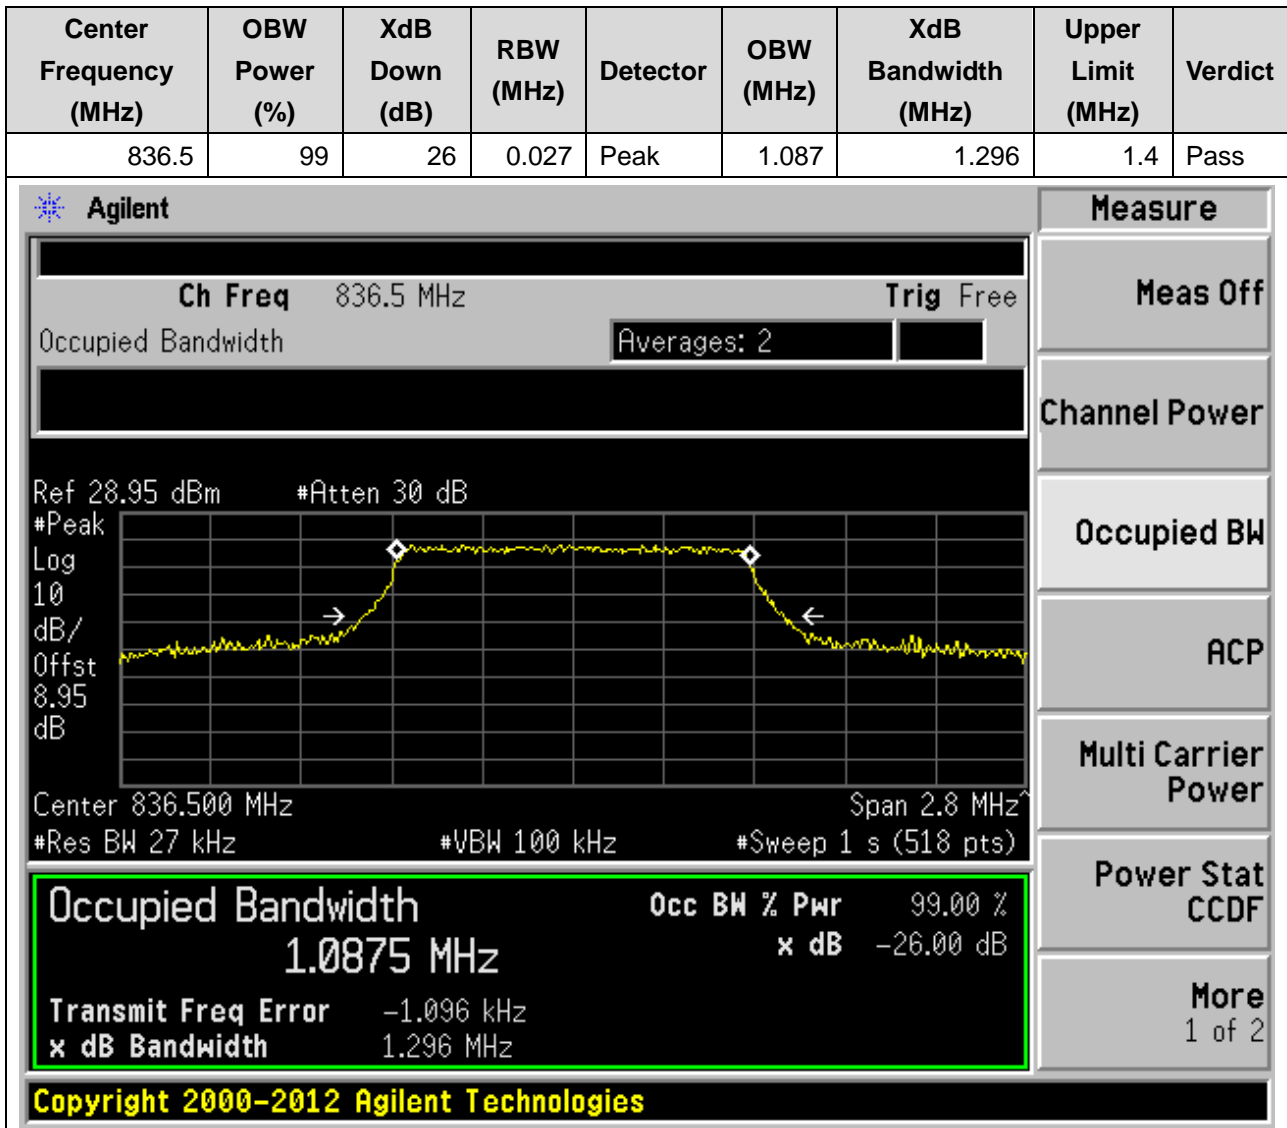 Center Frequency (MHz) OBW Power (%) XdB Down (dB) RBW (MHz) Detector OBW (MHz) XdB Bandwidth (MHz) Upper Limit (MHz) Verdict
836.5 99 26 0.027 Peak 1.087 1.296 1.4 Pass
Agilent
Measure
Ch Freq 836.5 MHz Trig Free
Meas Off
Occupied Bandwidth Averages: 2
Channel Power
Ref 28.95 dBm #Atten 30 dB
#Peak
Log
10
dB/
Offst
8.95
dB
Occupied BW
ACP
Multi Carrier
Power
Center 836.500 MHz Span 2.8 MHz^
#Res BW 27 kHz #VBW 100 kHz #Sweep 1 s (518 pts)
Power Stat
CCDF
Occupied Bandwidth Occ BW % Pwr 99.00 %
1.0875 MHz x dB -26.00 dB
Transmit Freq Error -1.096 kHz
x dB Bandwidth 1.296 MHz
More
1 of 2
Copyright 2000-2012 Agilent Technologies